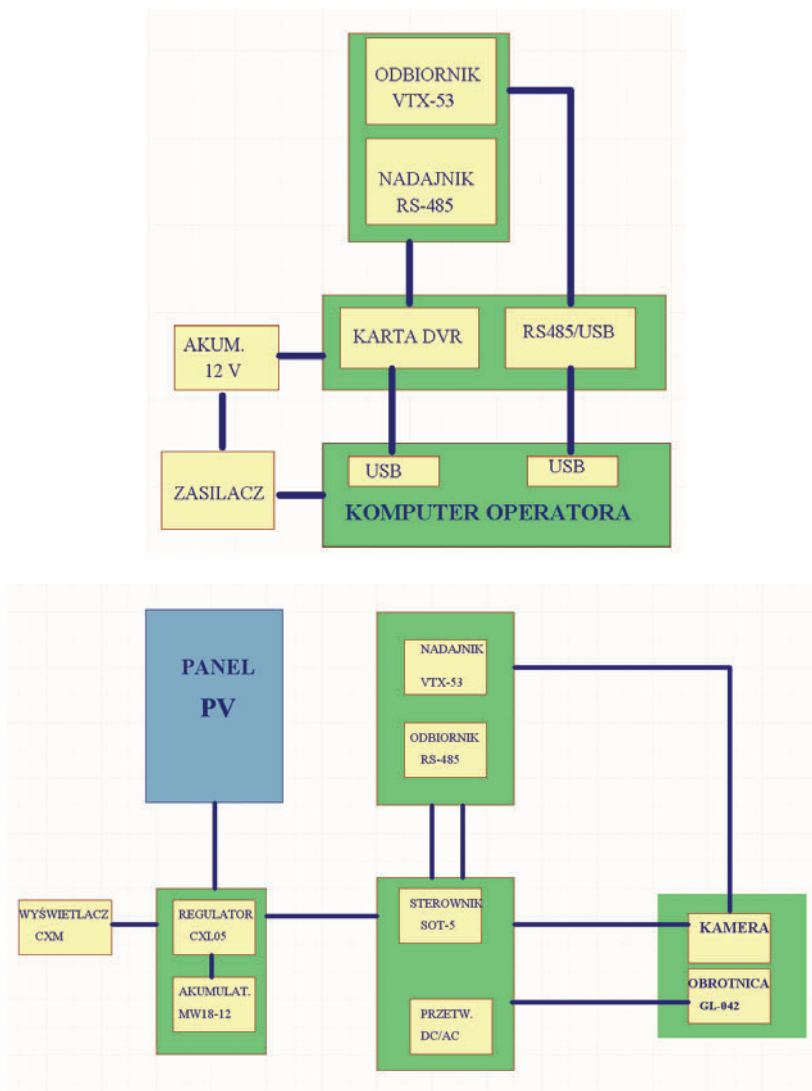 ODBIORNIK
VTX-53
NADAJNIK
RS-485
KARTA DVR
RS485/USB
AKUM.
12 V
ZASILACZ
USB
USB
KOMPUTER OPERATORA
PANEL
PV
NADAJNIK
VTX-53
ODBIORNIK
RS-485
WYŚWIETLACZ
CXM
REGULATOR
CXL05
AKUMULAT.
MW18-12
STEROWNIK
SOT-5
PRZETW.
DC/AC
KAMERA
OBROTNICA
GL-042